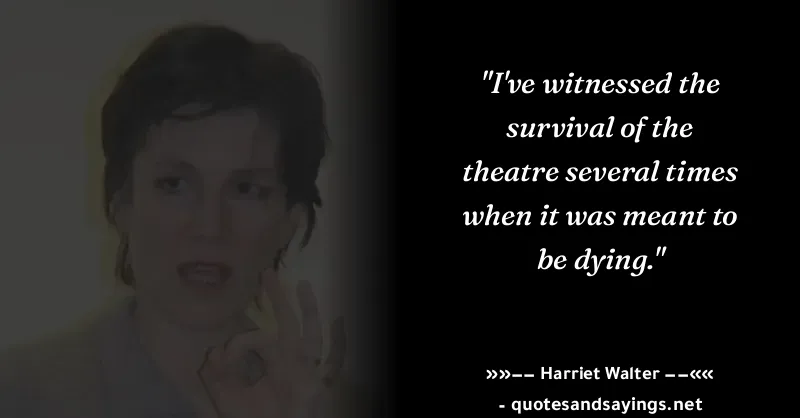 "I've witnessed the
survival of the
theatre several times
when it was meant to
be dying."
»»−− Harriet Walter −−««
- quotesandsayings.net